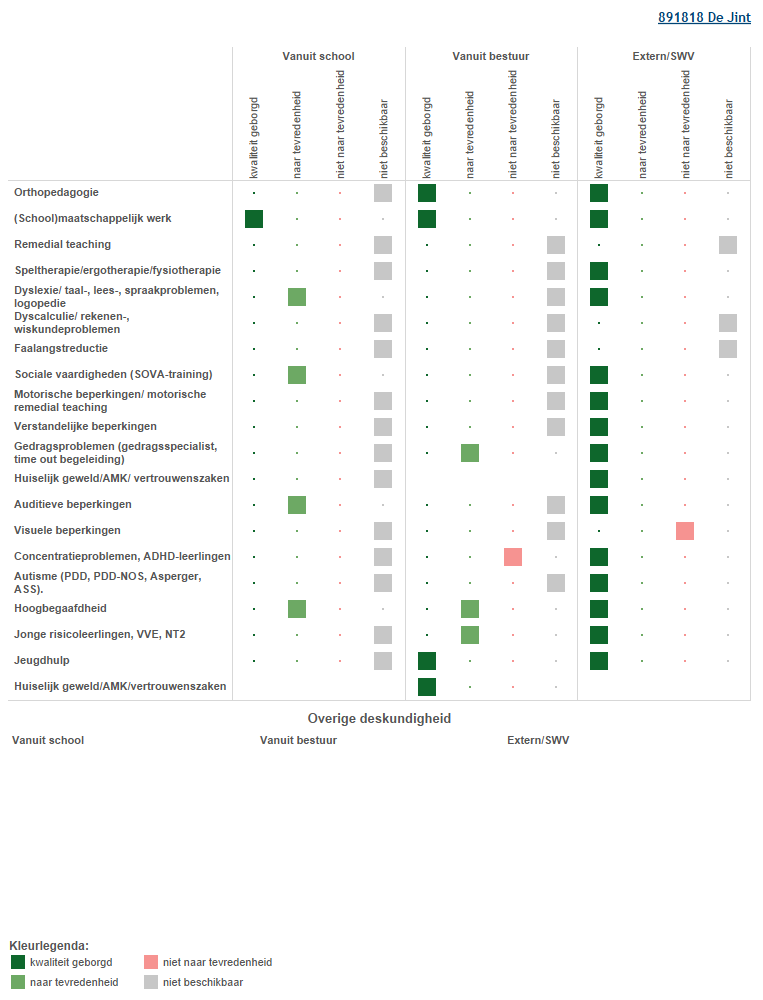 891818 De Jint
Vanuit school
Vanuit bestuur
Extern/SWV
kwaliteit geborgd
naar tevredenheid
niet naar tevredenheid
niet beschikbaar
kwaliteit geborgd
naar tevredenheid
niet naar tevredenheid
niet beschikbaar
kwaliteit geborgd
naar tevredenheid
niet naar tevredenheid
niet beschikbaar
Orthopedagogie
(School)maatschappelijk werk
Remedial teaching
Speltherapie/ergotherapie/fysiotherapie
Dyslexie/ taal-, lees-, spraakproblemen,
logopedie
Dyscalculie/ rekenen-,
wiskundeproblemen
Faalangstreductie
Sociale vaardigheden (SOVA-training)
Motorische beperkingen/ motorische
remedial teaching
Verstandelijke beperkingen
Gedragsproblemen (gedragsspecialist,
time out begeleiding)
Huiselijk geweld/AMK/ vertrouwenszaken
Auditieve beperkingen
Visuele beperkingen
Concentratieproblemen, ADHD-leerlingen
Autisme (PDD, PDD-NOS, Asperger,
ASS).
Hoogbegaafdheid
Jonge risicoleerlingen, VVE, NT2
Jeugdhulp
Huiselijk geweld/AMK/vertrouwenszaken
Overige deskundigheid
Vanuit school
Vanuit bestuur
Extern/SWV
Kleurlegenda:
kwaliteit geborgd
niet naar tevredenheid
naar tevredenheid
niet beschikbaar